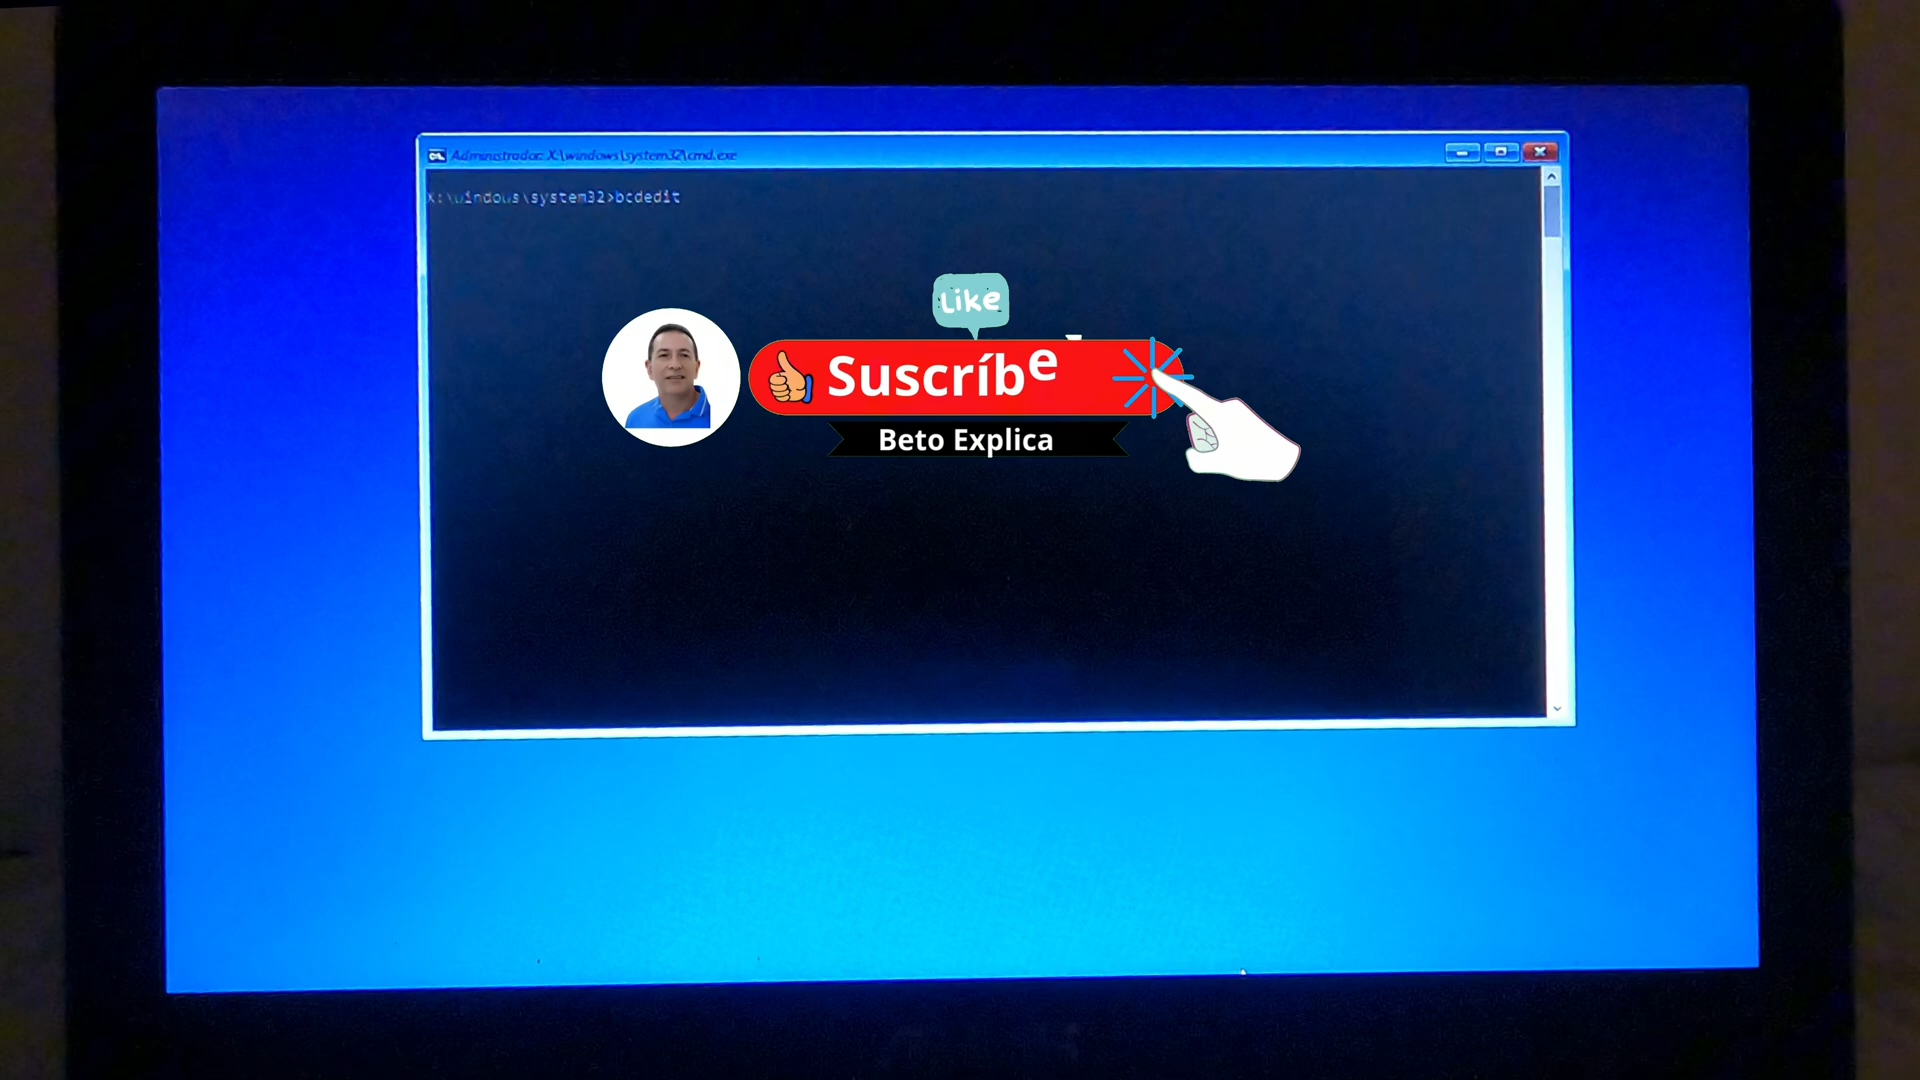 Administrador: X:\windows\system32\cmd.exe
X:\windows\system32>bcdedit
Like
Suscríbe
Beto Explica